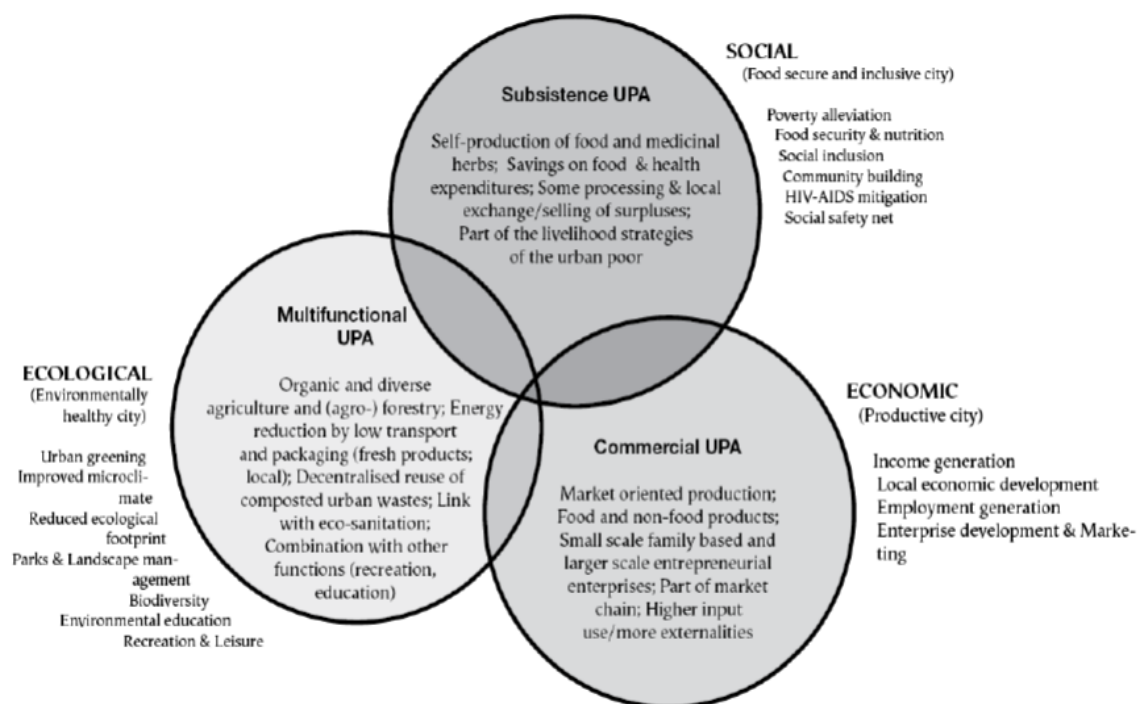 SOCIAL
(Food secure and inclusive city)
Poverty alleviation
Food security & nutrition
Social inclusion
Community building
HIV-AIDS mitigation
Social safety net
Subsistence UPA
Self-production of food and medicinal
herbs; Savings on food & health
expenditures; Some processing & local
exchange/selling of surpluses;
Part of the livelihood strategies
of the urban poor
Multifunctional
UPA
Organic and diverse
agriculture and (agro-) forestry; Energy
reduction by low transport
and packaging (fresh products;
local); Decentralised reuse of
composted urban wastes; Link
with eco-sanitation;
Combination with other
functions (recreation,
education)
ECOLOGICAL
(Environmentally
healthy city)
Urban greening
Improved microcli-
mate
Reduced ecological
footprint
Parks & Landscape man-
agement
Biodiversity
Environmental education
Recreation & Leisure
Commercial UPA
Market oriented production;
Food and non-food products;
Small scale family based and
larger scale entrepreneurial
enterprises; Part of market
chain; Higher input
use/more externalities
ECONOMIC
(Productive city)
Income generation
Local economic development
Employment generation
Enterprise development & Marke-
ting